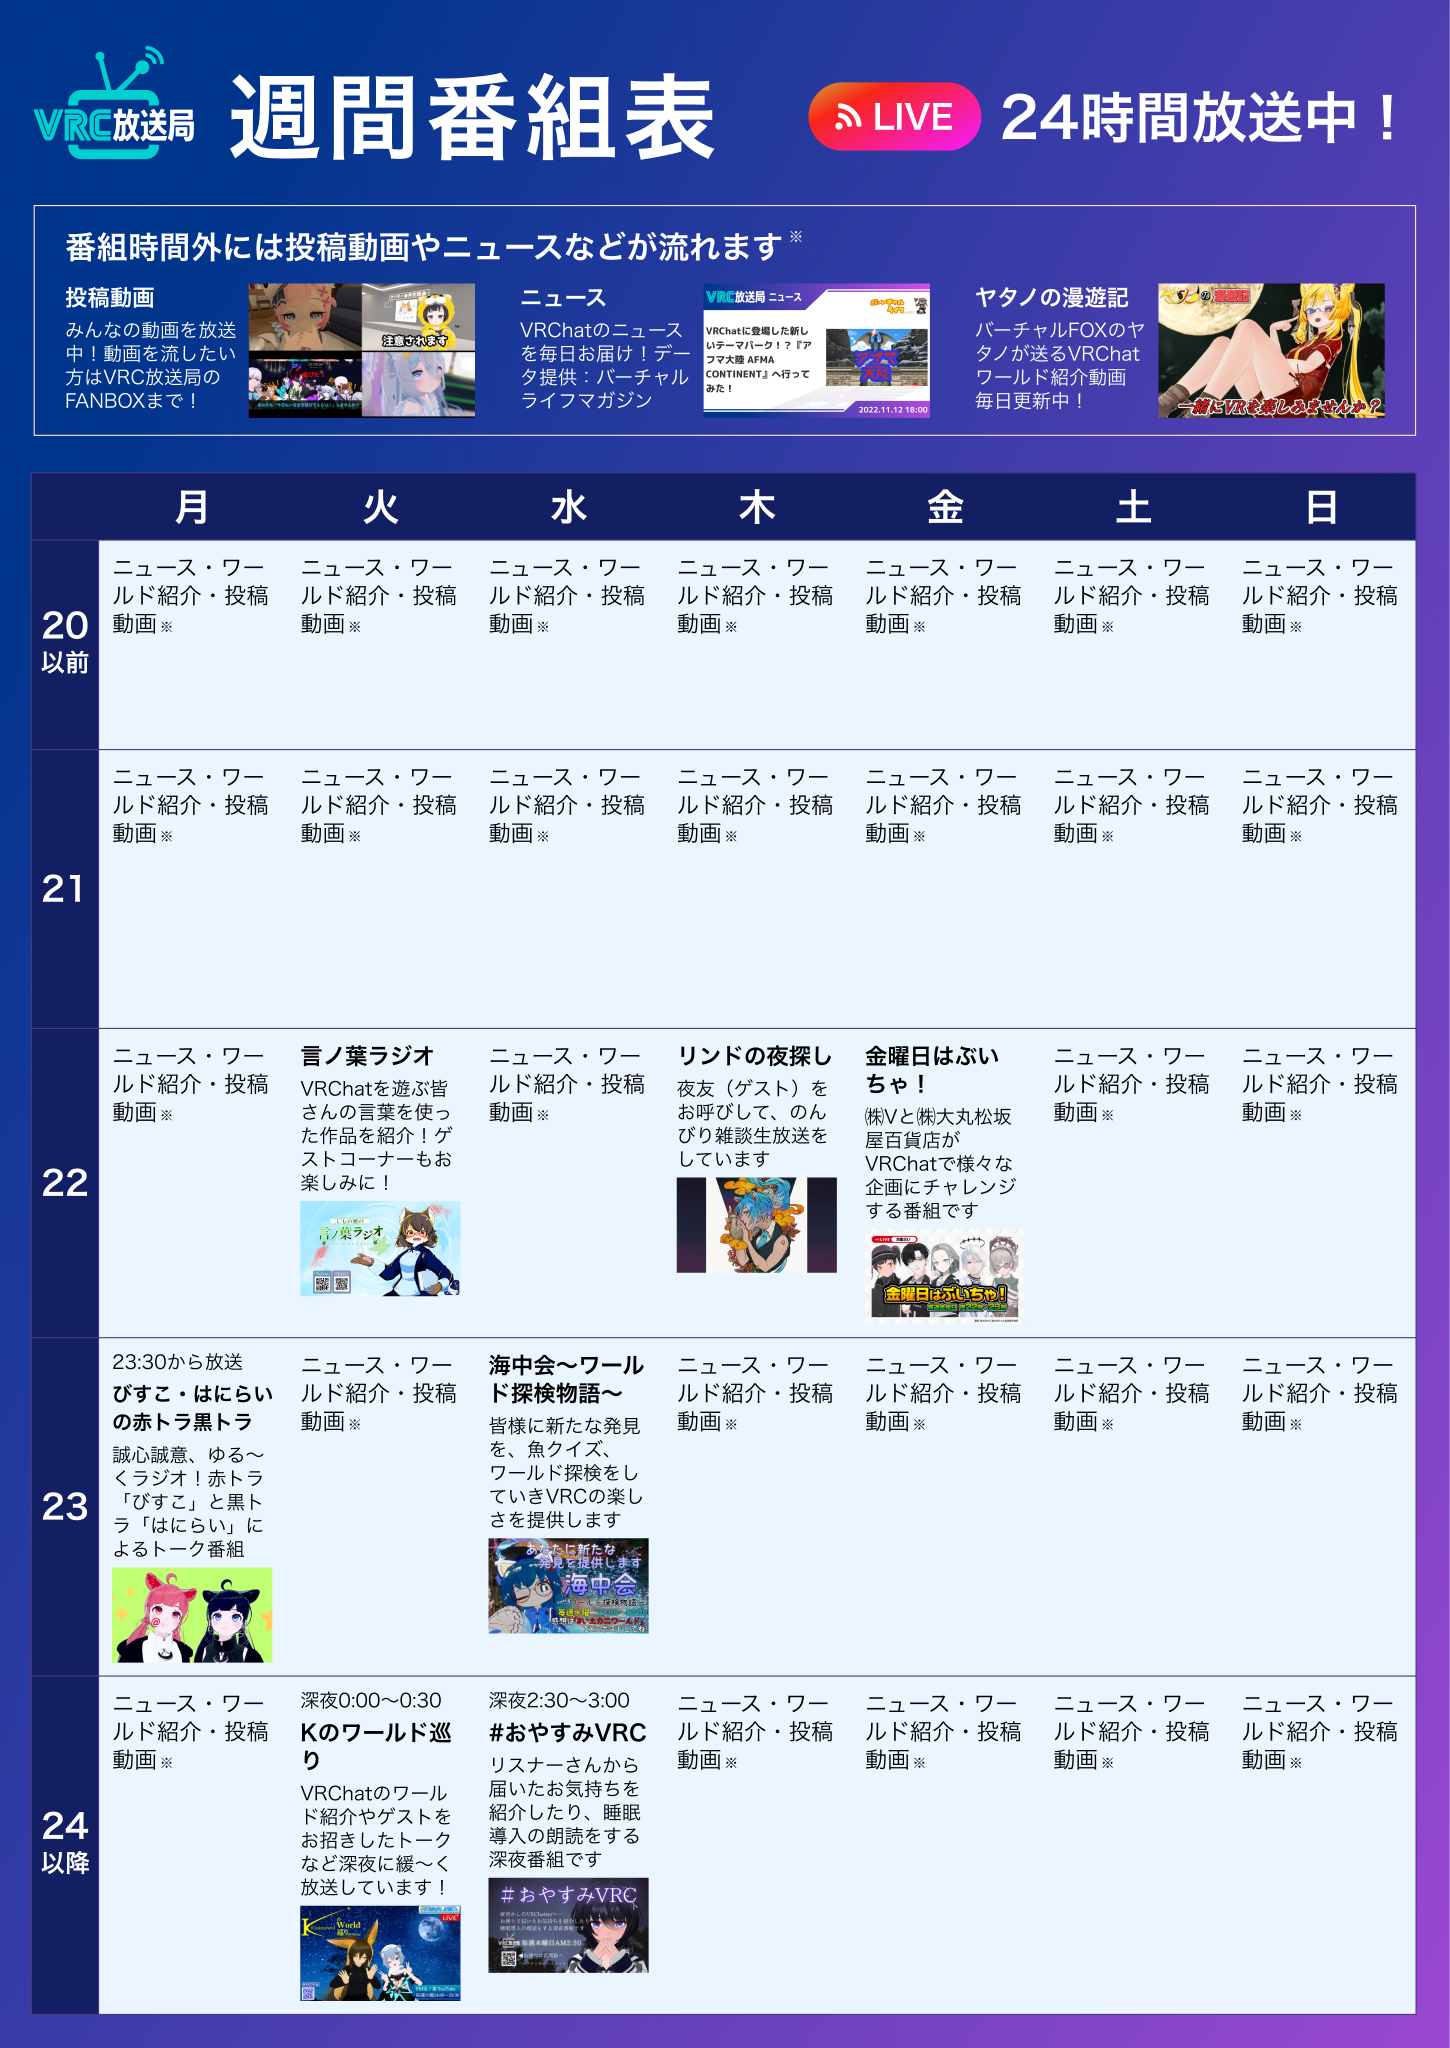 VRC放送局
週間番組表
LIVE
24時間放送中！
番組時間外には投稿動画やニュースなどが流れます※
投稿動画
みんなの動画を放送
中！動画を流したい
方はVRC放送局の
FANBOXまで！
注意されます
ニュース
VRChatのニュース
を毎日お届け！デー
タ提供：バーチャル
ライフマガジン
VRC放送局 ニュース
VRChatに登場した新し
いテーマパーク！？『ア
フマ大陸 AFMA
CONTINENT』へ行って
みた！
アフマ
大陸
2022.11.12 18:00
ヤタノの漫遊記
バーチャルFOXのヤ
タノが送るVRChat
ワールド紹介動画
毎日更新中！
の漫遊記
一緒にVRを楽しみませんか？
月 火 水 木 金 土 日
20
以前
ニュース・ワー
ルド紹介・投稿
動画※
ニュース・ワー
ルド紹介・投稿
動画※
ニュース・ワー
ルド紹介・投稿
動画※
ニュース・ワー
ルド紹介・投稿
動画※
ニュース・ワー
ルド紹介・投稿
動画※
ニュース・ワー
ルド紹介・投稿
動画※
ニュース・ワー
ルド紹介・投稿
動画※
21
ニュース・ワー
ルド紹介・投稿
動画※
ニュース・ワー
ルド紹介・投稿
動画※
ニュース・ワー
ルド紹介・投稿
動画※
ニュース・ワー
ルド紹介・投稿
動画※
ニュース・ワー
ルド紹介・投稿
動画※
ニュース・ワー
ルド紹介・投稿
動画※
ニュース・ワー
ルド紹介・投稿
動画※
22
ニュース・ワー
ルド紹介・投稿
動画※
言ノ葉ラジオ
VRChatを遊ぶ皆
さんの言葉を使っ
た作品を紹介！ゲ
ストコーナーもお
楽しみに！
言ノ葉ラジオ
ニュース・ワー
ルド紹介・投稿
動画※
リンドの夜探し
夜友（ゲスト）を
お呼びして、のん
びり雑談生放送を
しています
金曜日はぶい
ちゃ！
㈱Vと㈱大丸松坂
屋百貨店が
VRChatで様々な
企画にチャレンジ
する番組です
LIVE
金曜日はぶいちゃ！
ニュース・ワー
ルド紹介・投稿
動画※
ニュース・ワー
ルド紹介・投稿
動画※
23
23:30から放送
びすこ・はにらい
の赤トラ黒トラ
誠心誠意、ゆる〜
くラジオ！赤トラ
「びすこ」と黒ト
ラ「はにらい」に
よるトーク番組
ニュース・ワー
ルド紹介・投稿
動画※
海中会〜ワール
ド探検物語〜
皆様に新たな発見
を、魚クイズ、
ワールド探検をし
ていきVRCの楽し
さを提供します
あなたに新たな
発見を提供します
海中会
ニュース・ワー
ルド紹介・投稿
動画※
ニュース・ワー
ルド紹介・投稿
動画※
ニュース・ワー
ルド紹介・投稿
動画※
ニュース・ワー
ルド紹介・投稿
動画※
24
以降
ニュース・ワー
ルド紹介・投稿
動画※
深夜0:00〜0:30
Kのワールド巡
り
VRChatのワール
ド紹介やゲストを
お招きしたトーク
など深夜に緩〜く
放送しています！
World
巡り
LIVE
深夜2:30〜3:00
#おやすみVRC
リスナーさんから
届いたお気持ちを
紹介したり、睡眠
導入の朗読をする
深夜番組です
#おやすみVRC
毎週木曜日AM2:30
ニュース・ワー
ルド紹介・投稿
動画※
ニュース・ワー
ルド紹介・投稿
動画※
ニュース・ワー
ルド紹介・投稿
動画※
ニュース・ワー
ルド紹介・投稿
動画※